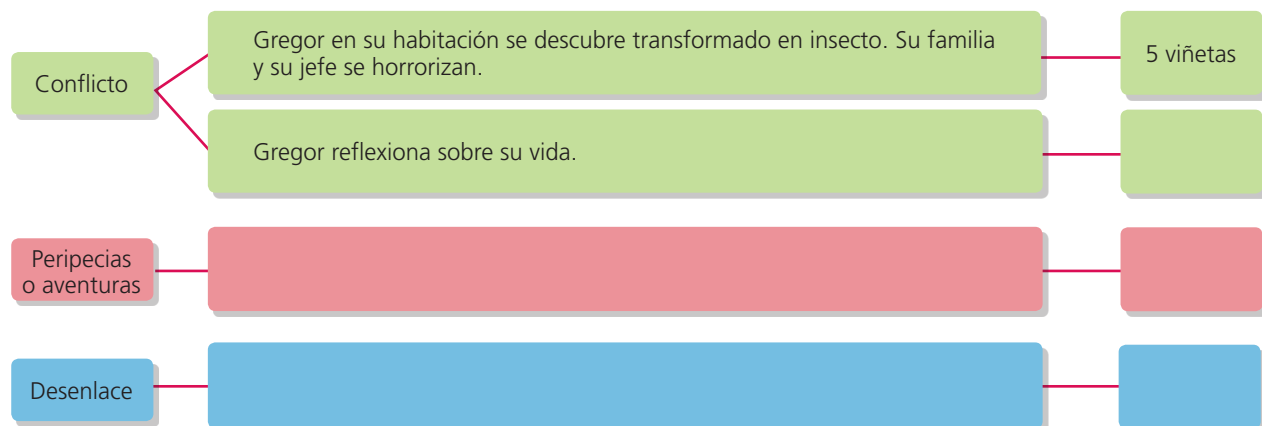 Conflicto
Gregor en su habitación se descubre transformado en insecto. Su familia
y su jefe se horrorizan.
5 viñetas
Gregor reflexiona sobre su vida.
Peripecias
o aventuras
Desenlace